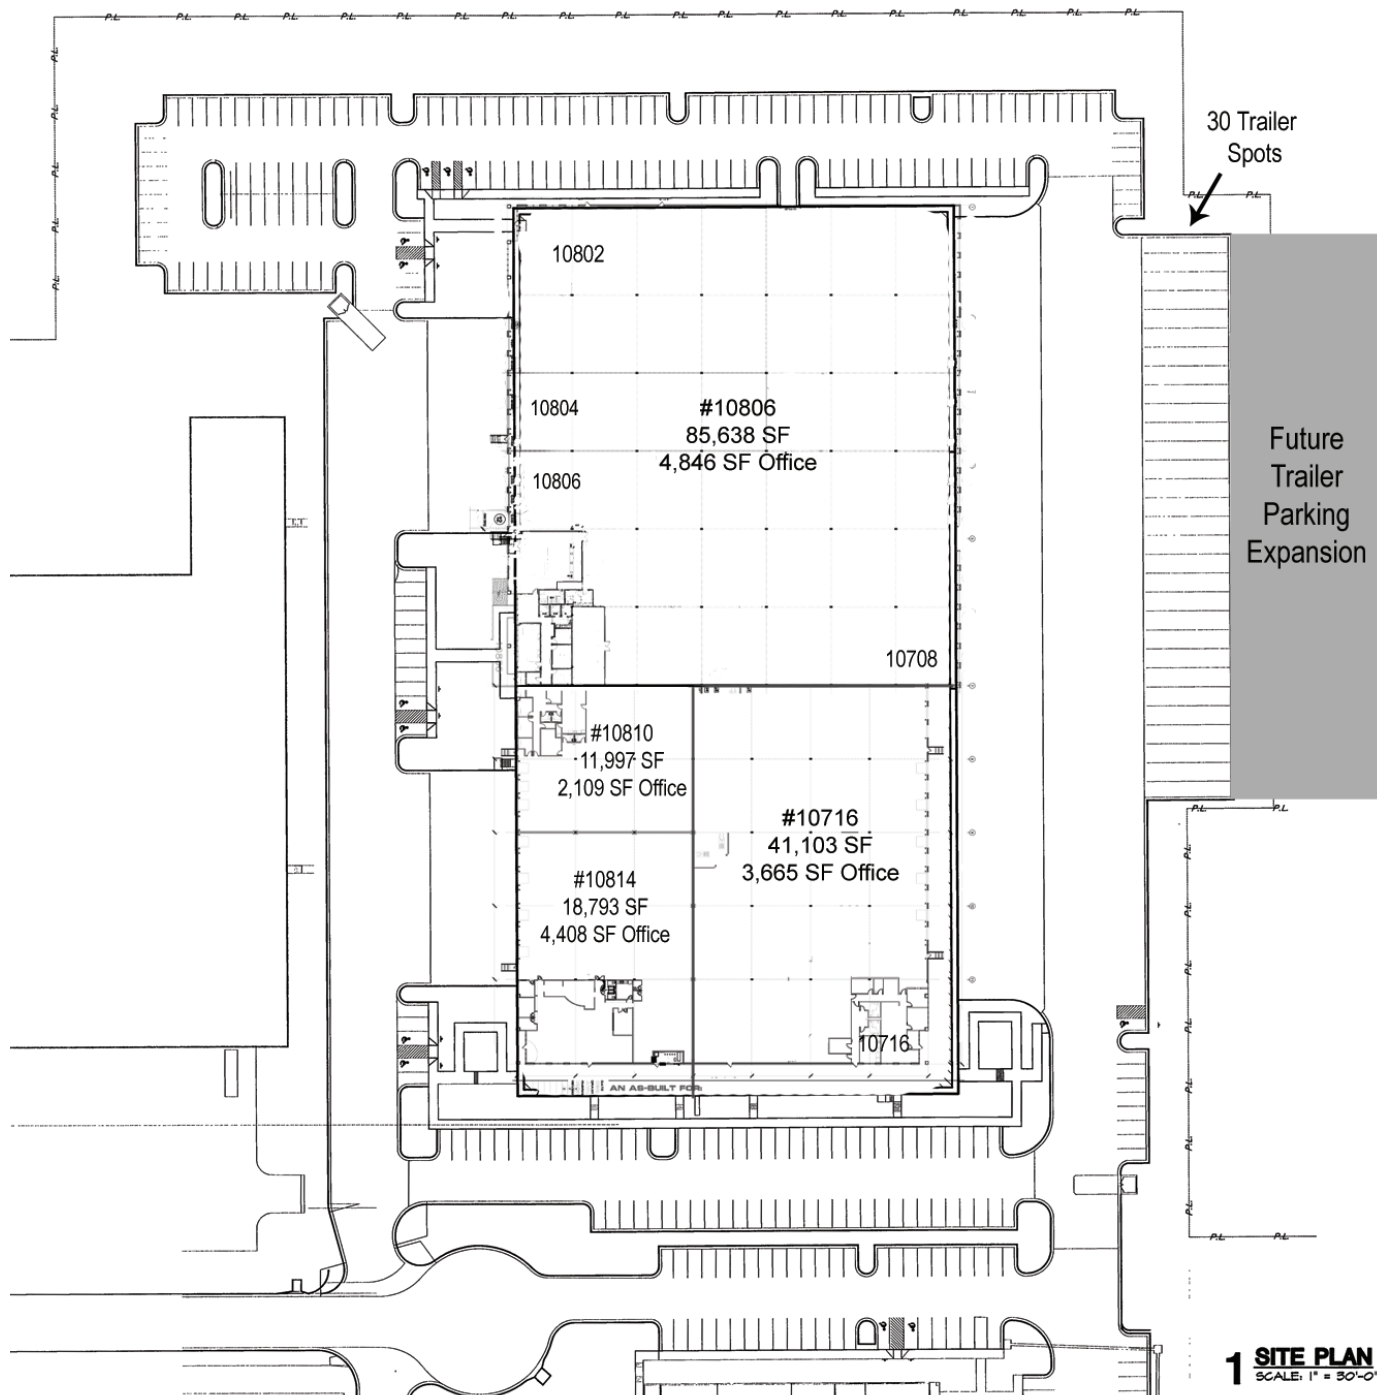 P.L. P.L. P.L. P.L. P.L. P.L. P.L. P.L. P.L. P.L. P.L. P.L. P.L. P.L. P.L.
P.L.
P.L.
P.L.
P.L.
P.L.
30 Trailer
Spots
P.L. P.L.
10802
10804
#10806
85,638 SF
4,846 SF Office
10806
Future
Trailer
Parking
Expansion
10708
#10810
11,997 SF
2,109 SF Office
P.L. P.L.
#10716
41,103 SF
3,665 SF Office
#10814
18,793 SF
4,408 SF Office
P.L.
P.L.
P.L.
P.L.
P.L.
P.L.
P.L.
10716
AN AS-BUILT FOR:
P.L. P.L.
1 SITE PLAN
SCALE: 1" = 30'-0"